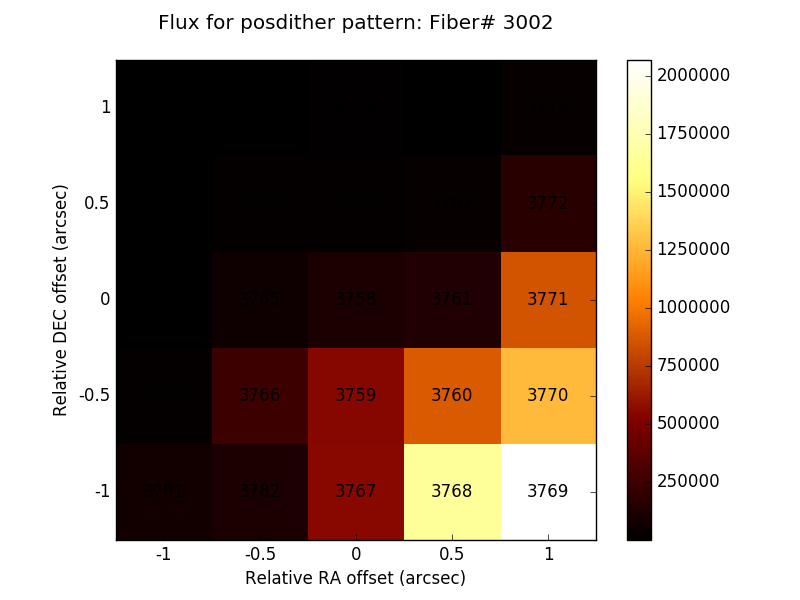 Flux for posdither pattern: Fiber# 3002
Relative DEC offset (arcsec)
1
0.5
0
-0.5
-1
3772
3765 3758 3761 3771
3766 3759 3760 3770
3782 3767 3768 3769
-1 -0.5 0 0.5 1
Relative RA offset (arcsec)
2000000
1750000
1500000
1250000
1000000
750000
500000
250000